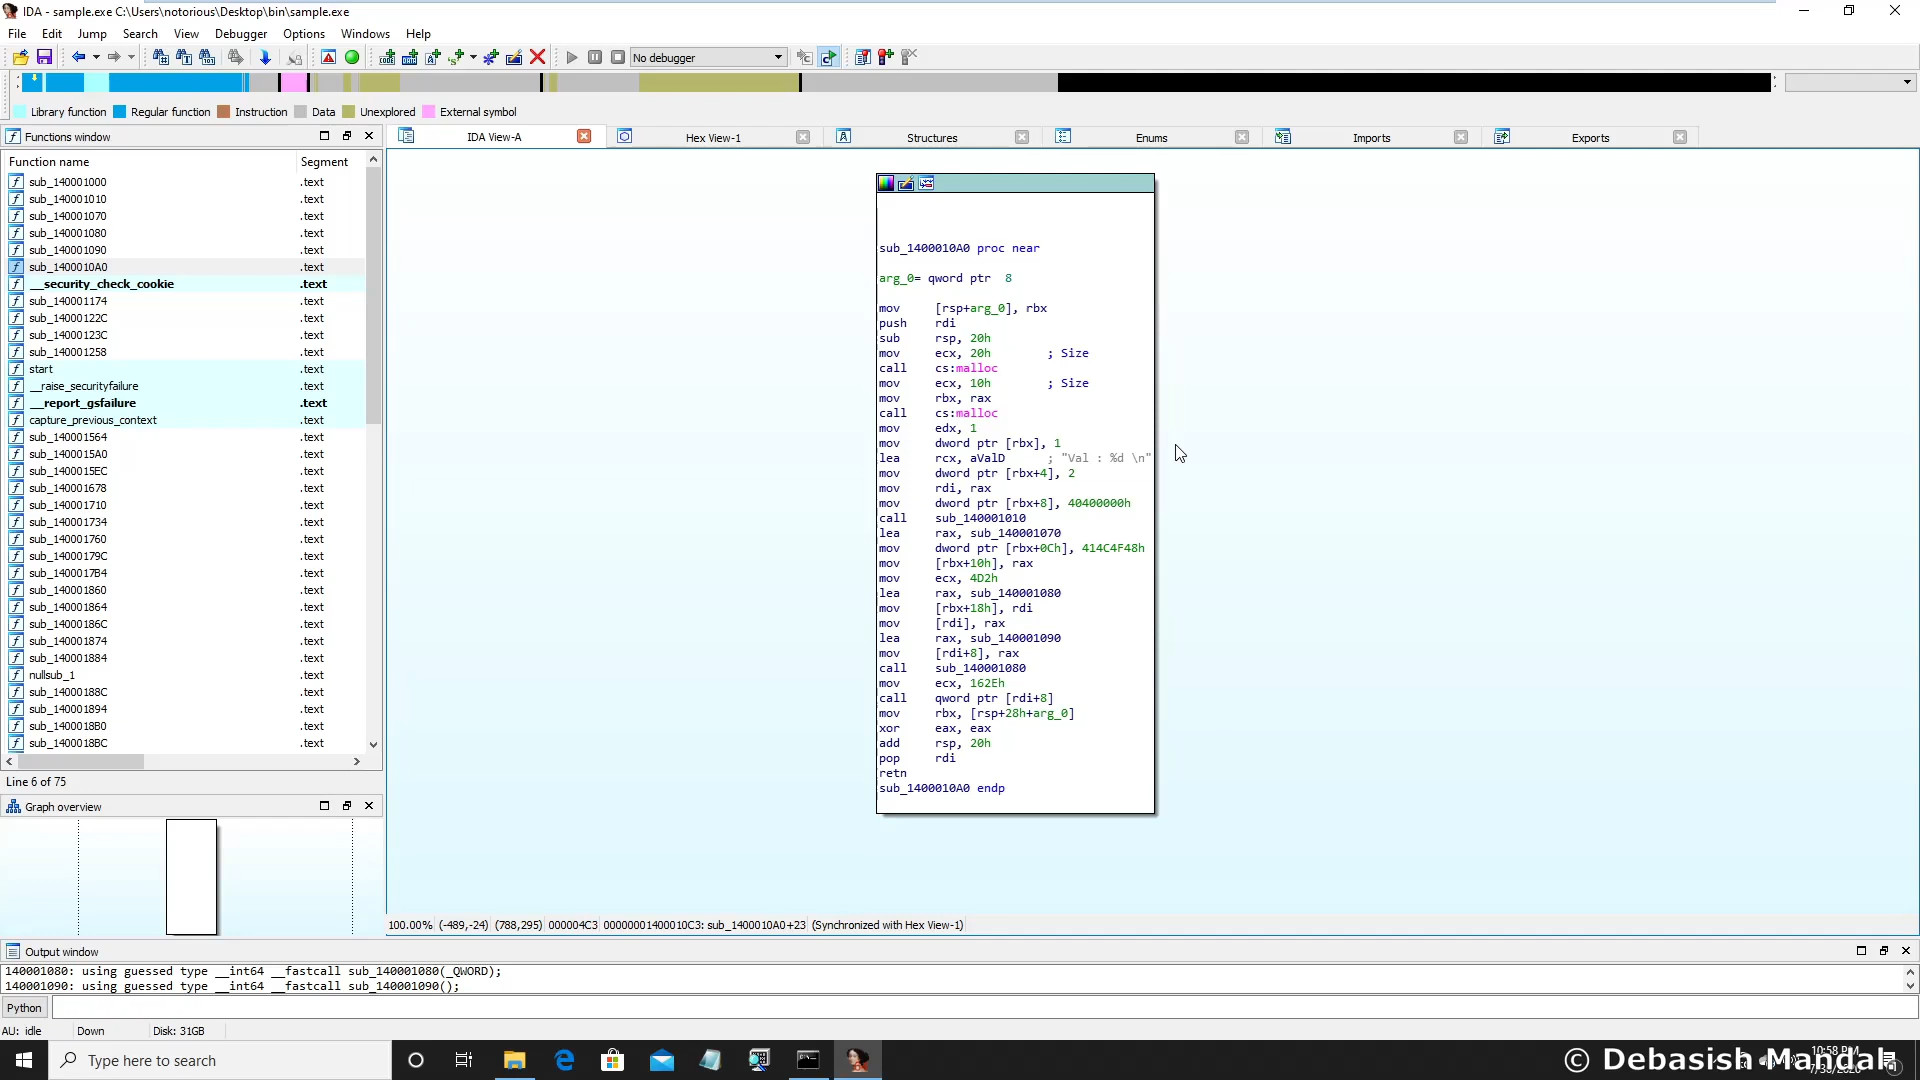 IDA - sample.exe C:\Users\notorious\Desktop\bin\sample.exe
File Edit Jump Search View Debugger Options Windows Help
No debugger
Library function Regular function Instruction Data Unexplored External symbol
Functions window
IDA View-A Hex View-1 Structures Enums Imports Exports
Function name Segment
sub_140001000 .text
sub_140001010 .text
sub_140001070 .text
sub_140001080 .text
sub_140001090 .text
sub_1400010A0 .text
__security_check_cookie .text
sub_140001174 .text
sub_14000122C .text
sub_14000123C .text
sub_140001258 .text
start .text
__raise_securityfailure .text
__report_gsfailure .text
capture_previous_context .text
sub_140001564 .text
sub_1400015A0 .text
sub_1400015EC .text
sub_140001678 .text
sub_140001710 .text
sub_140001734 .text
sub_140001760 .text
sub_14000179C .text
sub_1400017B4 .text
sub_140001860 .text
sub_140001864 .text
sub_14000186C .text
sub_140001874 .text
sub_140001884 .text
nullsub_1 .text
sub_14000188C .text
sub_140001894 .text
sub_1400018B0 .text
sub_1400018BC .text
Line 6 of 75
Graph overview
sub_1400010A0 proc near
arg_0= qword ptr 8
mov [rsp+arg_0], rbx
push rdi
sub rsp, 20h
mov ecx, 20h ; Size
call cs:malloc
mov ecx, 10h ; Size
mov rbx, rax
call cs:malloc
mov edx, 1
mov dword ptr [rbx], 1
lea rcx, aValD ; "Val : %d \n"
mov dword ptr [rbx+4], 2
mov rdi, rax
mov dword ptr [rbx+8], 40400000h
call sub_140001010
lea rax, sub_140001070
mov dword ptr [rbx+0Ch], 414C4F48h
mov [rbx+10h], rax
mov ecx, 4D2h
lea rax, sub_140001080
mov [rbx+18h], rdi
mov [rdi], rax
lea rax, sub_140001090
mov [rdi+8], rax
call sub_140001080
mov ecx, 162Eh
call qword ptr [rdi+8]
mov rbx, [rsp+28h+arg_0]
xor eax, eax
add rsp, 20h
pop rdi
retn
sub_1400010A0 endp
100.00% (-489,-24) (788,295) 000004C3 00000001400010C3: sub_1400010A0+23 (Synchronized with Hex View-1)
Output window
140001080: using guessed type __int64 __fastcall sub_140001080(_QWORD);
140001090: using guessed type __int64 __fastcall sub_140001090();
Python
AU: idle Down Disk: 31GB
Type here to search
10:58 PM
© Debasish Mandal